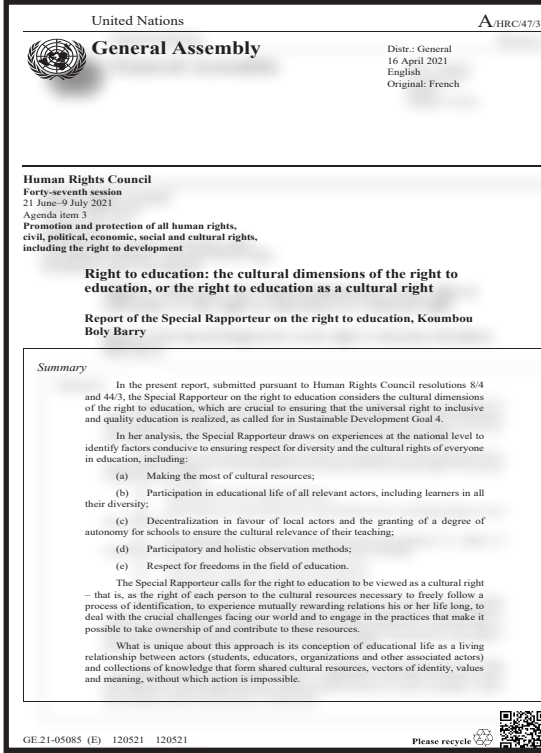 United Nations
A/HRC/47/3
General Assembly
Distr.: General
16 April 2021
English
Original: French
Human Rights Council
Forty-seventh session
21 June–9 July 2021
Agenda item 3
Promotion and protection of all human rights,
civil, political, economic, social and cultural rights,
including the right to development
Right to education: the cultural dimensions of the right to
education, or the right to education as a cultural right
Report of the Special Rapporteur on the right to education, Koumbou
Boly Barry
Summary
In the present report, submitted pursuant to Human Rights Council resolutions 8/4
and 44/3, the Special Rapporteur on the right to education considers the cultural dimensions
of the right to education, which are crucial to ensuring that the universal right to inclusive
and quality education is realized, as called for in Sustainable Development Goal 4.
In her analysis, the Special Rapporteur draws on experiences at the national level to
identify factors conducive to ensuring respect for diversity and the cultural rights of everyone
in education, including:
(a) Making the most of cultural resources;
(b) Participation in educational life of all relevant actors, including learners in all
their diversity;
(c) Decentralization in favour of local actors and the granting of a degree of
autonomy for schools to ensure the cultural relevance of their teaching;
(d) Participatory and holistic observation methods;
(e) Respect for freedoms in the field of education.
The Special Rapporteur calls for the right to education to be viewed as a cultural right
– that is, as the right of each person to the cultural resources necessary to freely follow a
process of identification, to experience mutually rewarding relations his or her life long, to
deal with the crucial challenges facing our world and to engage in the practices that make it
possible to take ownership of and contribute to these resources.
What is unique about this approach is its conception of educational life as a living
relationship between actors (students, educators, organizations and other associated actors)
and collections of knowledge that form shared cultural resources, vectors of identity, values
and meaning, without which action is impossible.
GE.21-05085 (E) 120521 120521
Please recycle